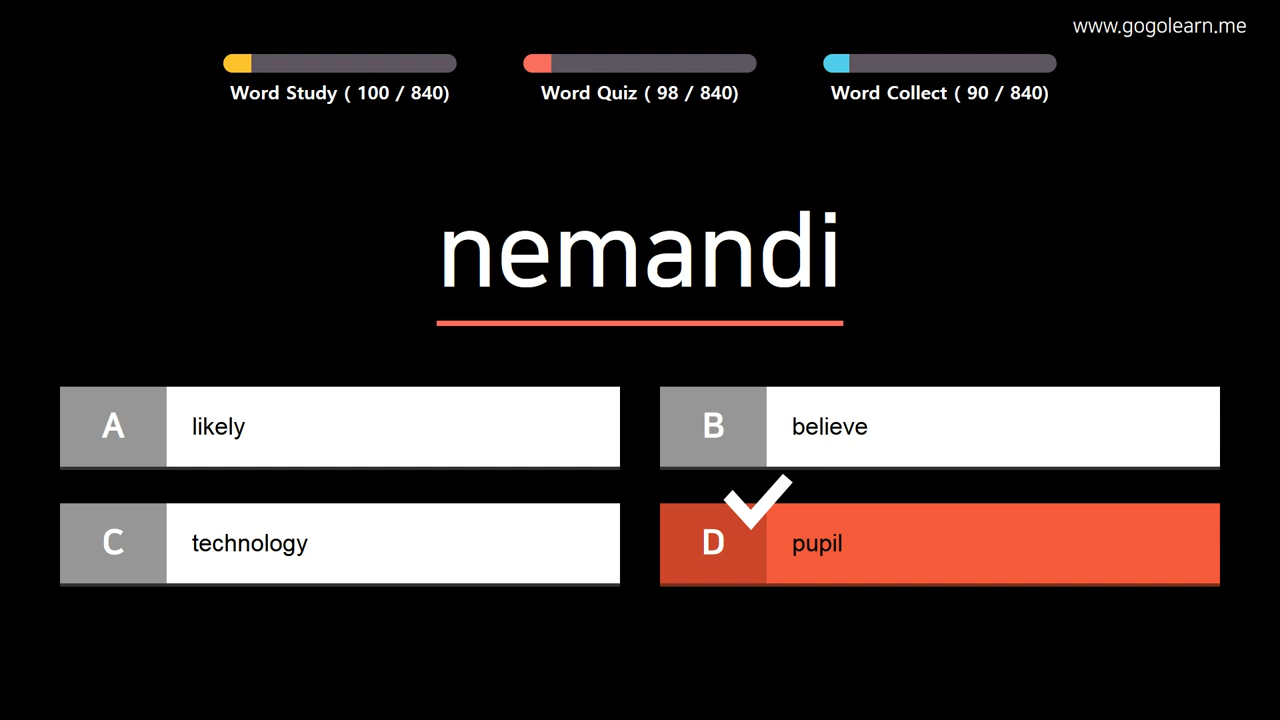 www.gogolearn.me
Word Study ( 100 / 840)
Word Quiz ( 98 / 840)
Word Collect ( 90 / 840)
nemandi
A likely
B believe
C technology
D pupil